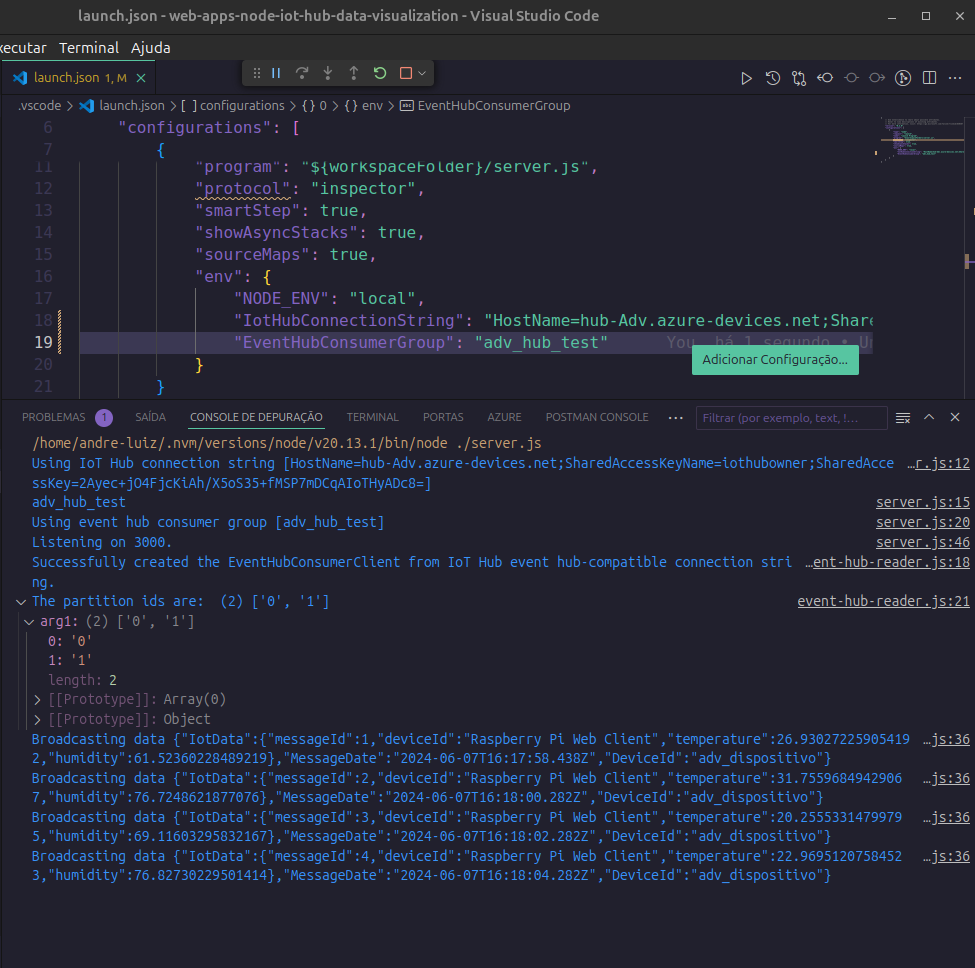 launch.json - web-apps-node-iot-hub-data-visualization - Visual Studio Code
xecutar Terminal Ajuda
launch.json 1, M
.vscode > launch.json > [ ] configurations > { } 0 > { } env > EventHubConsumerGroup
6 "configurations": [
7 {
11 "program": "${workspaceFolder}/server.js",
12 "protocol": "inspector",
13 "smartStep": true,
14 "showAsyncStacks": true,
15 "sourceMaps": true,
16 "env": {
17 "NODE_ENV": "local",
18 "IotHubConnectionString": "HostName=hub-Adv.azure-devices.net;Share
19 "EventHubConsumerGroup": "adv_hub_test" You, há 1 segundo • Un
Adicionar Configuração...
20 }
21 }
PROBLEMAS 1 SAÍDA CONSOLE DE DEPURAÇÃO TERMINAL PORTAS AZURE POSTMAN CONSOLE ··· Filtrar (por exemplo, text, !...
/home/andre-luiz/.nvm/versions/node/v20.13.1/bin/node ./server.js
Using IoT Hub connection string [HostName=hub-Adv.azure-devices.net;SharedAccessKeyName=iothubowner;SharedAcce …r.js:12
ssKey=2Ayec+jO4FjcKiAh/X5oS35+fMSP7mDCqAIoTHyADc8=]
adv_hub_test server.js:15
Using event hub consumer group [adv_hub_test] server.js:20
Listening on 3000. server.js:46
Successfully created the EventHubConsumerClient from IoT Hub event hub-compatible connection stri …ent-hub-reader.js:18
ng.
The partition ids are: (2) ['0', '1'] event-hub-reader.js:21
arg1: (2) ['0', '1']
0: '0'
1: '1'
length: 2
[[Prototype]]: Array(0)
[[Prototype]]: Object
Broadcasting data {"IotData":{"messageId":1,"deviceId":"Raspberry Pi Web Client","temperature":26.93027225905419 …js:36
2,"humidity":61.52360228489219},"MessageDate":"2024-06-07T16:17:58.438Z","DeviceId":"adv_dispositivo"}
Broadcasting data {"IotData":{"messageId":2,"deviceId":"Raspberry Pi Web Client","temperature":31.7559684942906 …js:36
7,"humidity":76.7248621877076},"MessageDate":"2024-06-07T16:18:00.282Z","DeviceId":"adv_dispositivo"}
Broadcasting data {"IotData":{"messageId":3,"deviceId":"Raspberry Pi Web Client","temperature":20.2555331479979 …js:36
5,"humidity":69.11603295832167},"MessageDate":"2024-06-07T16:18:02.282Z","DeviceId":"adv_dispositivo"}
Broadcasting data {"IotData":{"messageId":4,"deviceId":"Raspberry Pi Web Client","temperature":22.9695120758452 …js:36
3,"humidity":76.82730229501414},"MessageDate":"2024-06-07T16:18:04.282Z","DeviceId":"adv_dispositivo"}